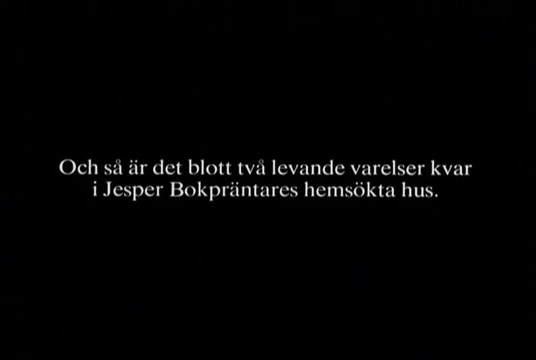 Och så är det blott två levande varelser kvar
i Jesper Bokpräntares hemsökta hus.